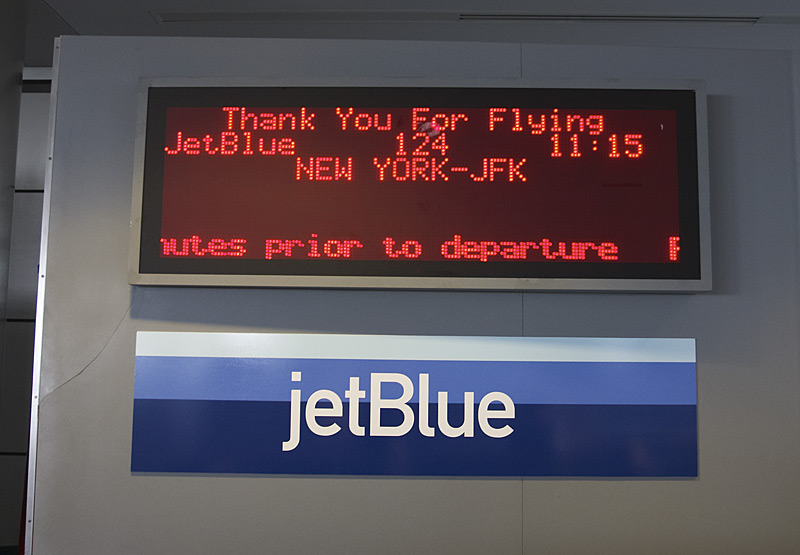 Thank You For Flying
JetBlue 124 11:15
NEW YORK-JFK
nutes prior to departure
jetBlue